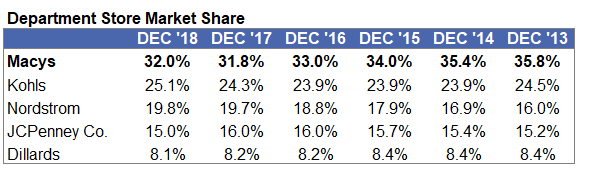 Department Store Market Share
DEC '18 DEC '17 DEC '16 DEC '15 DEC '14 DEC '13
Macys 32.0% 31.8% 33.0% 34.0% 35.4% 35.8%
Kohls 25.1% 24.3% 23.9% 23.9% 23.9% 24.5%
Nordstrom 19.8% 19.7% 18.8% 17.9% 16.9% 16.0%
JCPenney Co. 15.0% 16.0% 16.0% 15.7% 15.4% 15.2%
Dillards 8.1% 8.2% 8.2% 8.4% 8.4% 8.4%